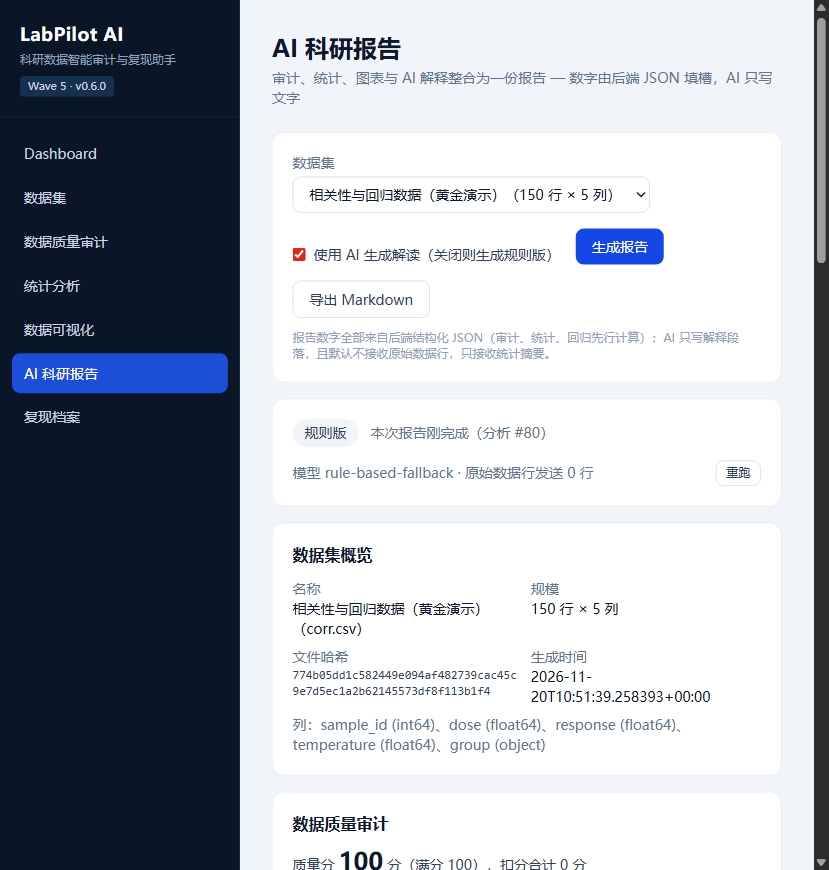 LabPilot AI
科研数据智能审计与复现助手
Wave 5 · v0.6.0
Dashboard
数据集
数据质量审计
统计分析
数据可视化
AI 科研报告
复现档案
AI 科研报告
审计、统计、图表与 AI 解释整合为一份报告 — 数字由后端 JSON 填槽，AI 只写
文字
数据集
相关性与回归数据（黄金演示）（150 行 × 5 列）
使用 AI 生成解读（关闭则生成规则版）
生成报告
导出 Markdown
报告数字全部来自后端结构化 JSON（审计、统计、回归先行计算）；AI 只写解释段
落，且默认不接收原始数据行，只接收统计摘要。
规则版
本次报告刚完成（分析 #80）
模型 rule-based-fallback · 原始数据行发送 0 行
重跑
数据集概览
名称
相关性与回归数据（黄金演示）
（corr.csv）
规模
150 行 × 5 列
文件哈希
774b05dd1c582449e094af482739cac45c
9e7d5ec1a2b62145573df8f113b1f4
生成时间
2026-11-
20T10:51:39.258393+00:00
列：sample_id (int64)、dose (float64)、response (float64)、
temperature (float64)、group (object)
数据质量审计
质量分 100 分（满分 100），扣分合计 0 分